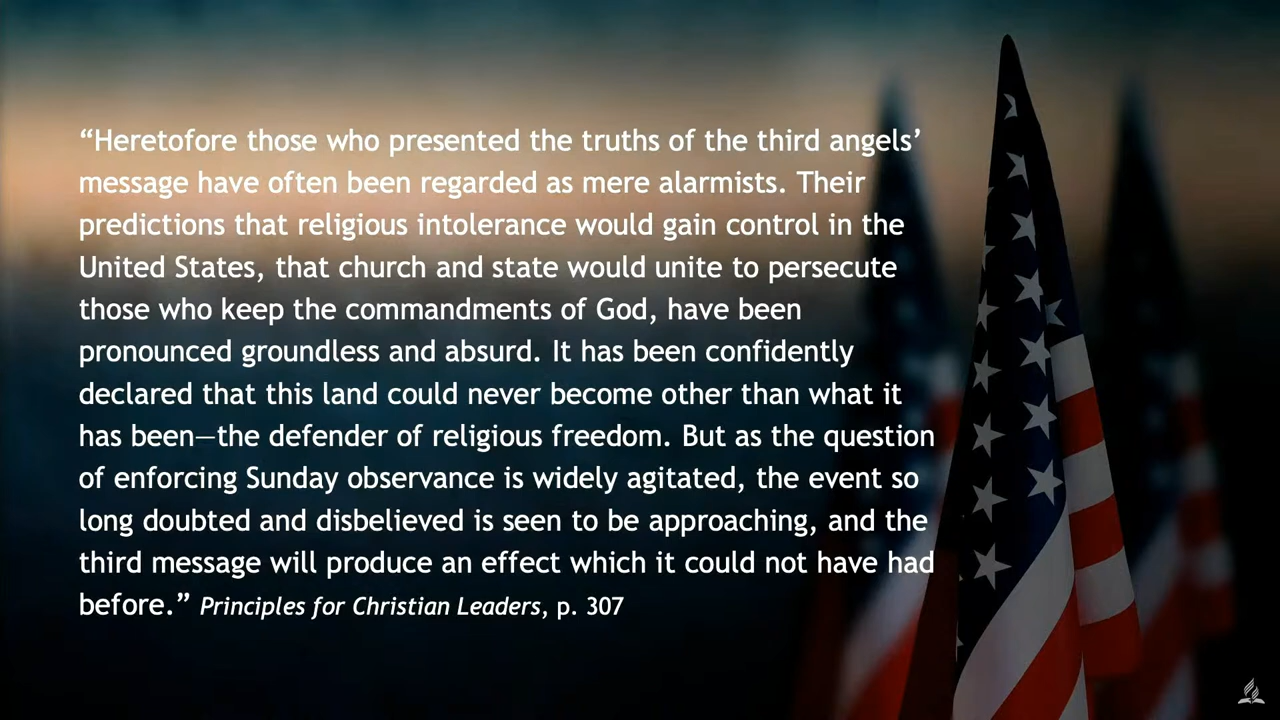 “Heretofore those who presented the truths of the third angels’
message have often been regarded as mere alarmists. Their
predictions that religious intolerance would gain control in the
United States, that church and state would unite to persecute
those who keep the commandments of God, have been
pronounced groundless and absurd. It has been confidently
declared that this land could never become other than what it
has been—the defender of religious freedom. But as the question
of enforcing Sunday observance is widely agitated, the event so
long doubted and disbelieved is seen to be approaching, and the
third message will produce an effect which it could not have had
before.” Principles for Christian Leaders, p. 307